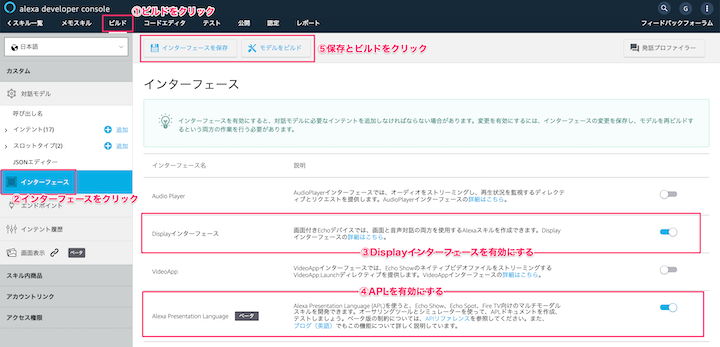 alexa developer console
①ビルドをクリック
G
スキル一覧 メモスキル ビルド コードエディタ テスト 公開 認定 レポート フィードバックフォーラム
日本語
⑤保存とビルドをクリック
インターフェースを保存 モデルをビルド 発話プロファイラー
カスタム
対話モデル
呼び出し名
インテント(17) 追加
スロットタイプ(2) 追加
JSONエディター
インターフェース
②インターフェースをクリック
エンドポイント
インテント履歴
画面表示 ベータ
スキル内商品
アカウントリンク
アクセス権限
インターフェース
インターフェースを有効にすると、対話モデルに必要なインテントを追加しなければならない場合があります。変更を有効にするには、インターフェースの変更を保存し、モデルを再ビルドす
るという両方の作業を行う必要があります。
インターフェース名 説明
Audio Player
AudioPlayerインターフェースでは、オーディオをストリーミングし、再生状況を監視するディレクテ
ィブとリクエストを提供します。AudioPlayerインターフェースの詳細はこちら。
Displayインターフェース
画面付きEchoデバイスでは、画面と音声対話の両方を使用するAlexaスキルを作成できます。Display
インターフェースの詳細はこちら。
③Displayインターフェースを有効にする
VideoApp
VideoAppインターフェースでは、Echo Showのネイティブビデオファイルをストリーミングする
VideoApp.Launchディレクティブを提供します。VideoAppインターフェースの詳細はこちら。
④APLを有効にする
Alexa Presentation Language ベータ
Alexa Presentation Language (APL)を使うと、Echo Show、Echo Spot、Fire TV向けのマルチモーダル
スキルを開発できます。オーサリングツールとシミュレーターを使って、APLドキュメントを作成、
テストしましょう。ベータ版の制約については、APIリファレンスを参照してください。また、
ブログ（英語）でもこの機能について詳しく説明しています。